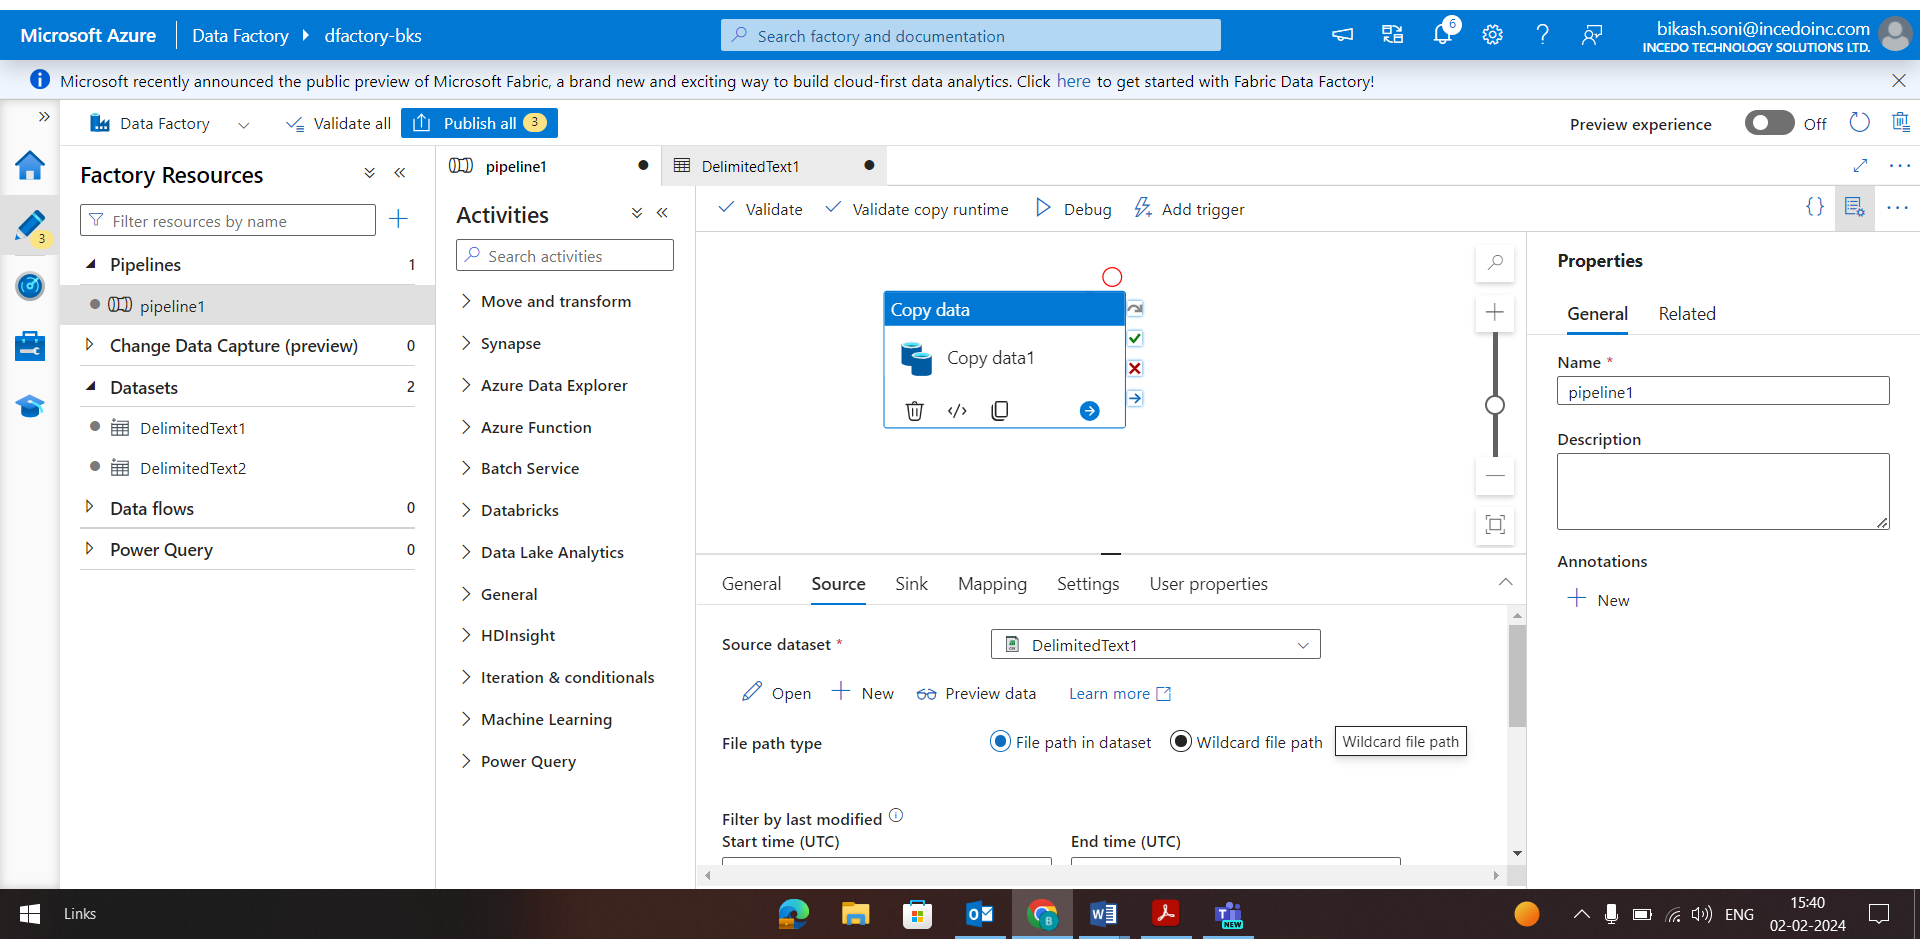 Microsoft Azure
Data Factory
dfactory-bks
Search factory and documentation
6
bikash.soni@incedoinc.com
INCEDO TECHNOLOGY SOLUTIONS LTD.
Microsoft recently announced the public preview of Microsoft Fabric, a brand new and exciting way to build cloud-first data analytics. Click here to get started with Fabric Data Factory!
Data Factory
Validate all
Publish all 3
Preview experience
Off
3
Factory Resources
Filter resources by name
Pipelines 1
pipeline1
Change Data Capture (preview) 0
Datasets 2
DelimitedText1
DelimitedText2
Data flows 0
Power Query 0
pipeline1
DelimitedText1
Activities
Search activities
Move and transform
Synapse
Azure Data Explorer
Azure Function
Batch Service
Databricks
Data Lake Analytics
General
HDInsight
Iteration & conditionals
Machine Learning
Power Query
Validate
Validate copy runtime
Debug
Add trigger
Copy data
Copy data1
General
Source
Sink
Mapping
Settings
User properties
Source dataset *
DelimitedText1
Open
New
Preview data
Learn more
File path type
File path in dataset
Wildcard file path
Wildcard file path
Filter by last modified
Start time (UTC)
End time (UTC)
Properties
General
Related
Name *
pipeline1
Description
Annotations
New
Links
NEW
ENG
15:40
02-02-2024